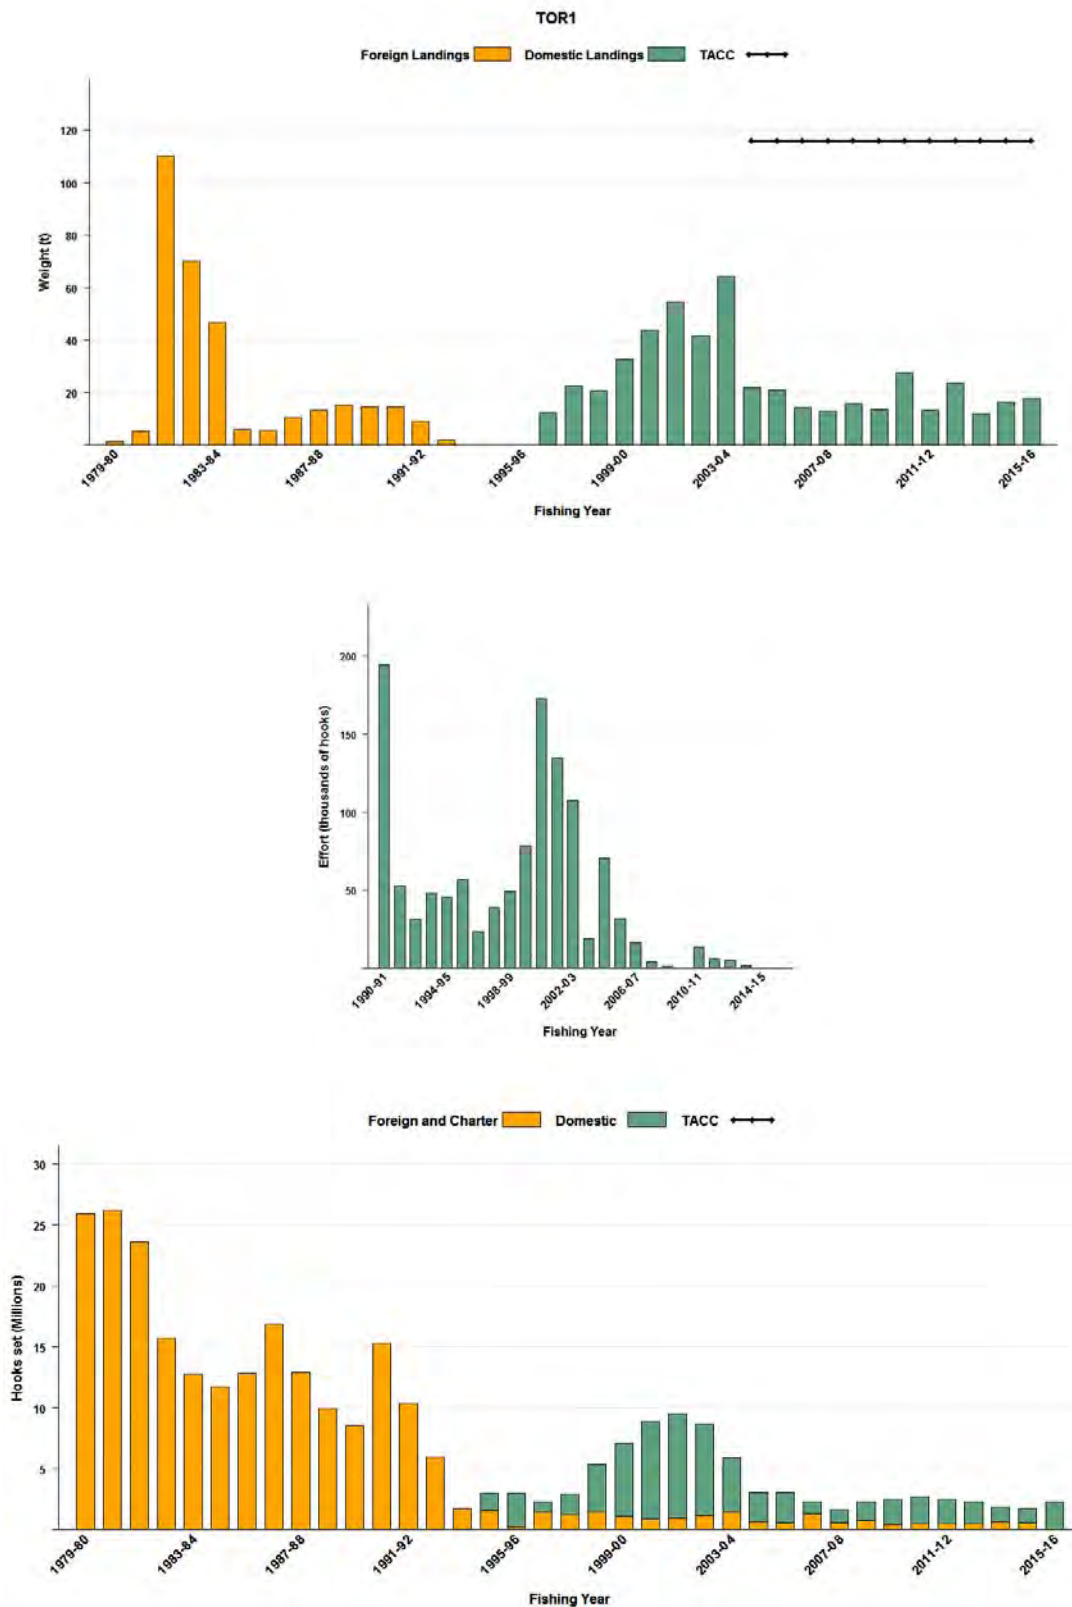 TOR1
Foreign Landings Domestic Landings TACC
120
100
80
60
40
20
Weight (t)
1979-80 1983-84 1987-88 1991-92 1995-96 1999-00 2003-04 2007-08 2011-12 2015-16
Fishing Year
200
150
100
50
Effort (thousands of hooks)
1990-91 1994-95 1998-99 2002-03 2006-07 2010-11 2014-15
Fishing Year
Foreign and Charter Domestic TACC
30
25
20
15
10
5
Hooks set (Millions)
1979-80 1983-84 1987-88 1991-92 1995-96 1999-00 2003-04 2007-08 2011-12 2015-16
Fishing Year